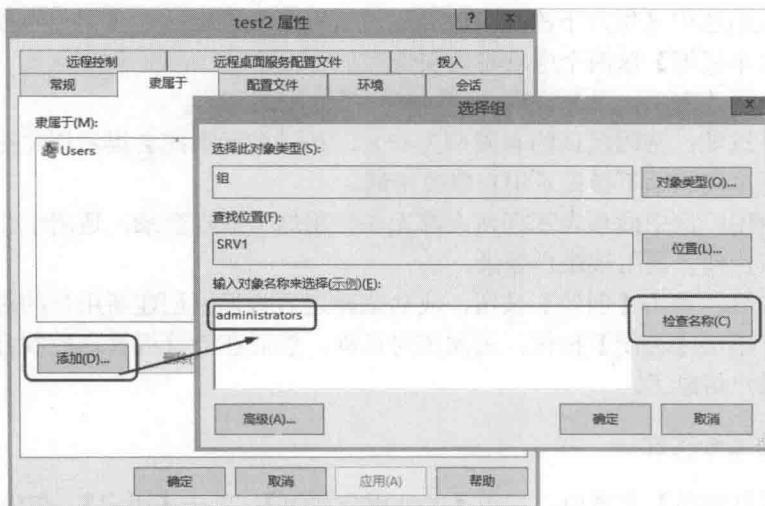 test2 属性
? x
远程控制 远程桌面服务配置文件 拨入
常规 隶属于 配置文件 环境 会话
隶属于(M):
Users
添加(D)...
确定 取消 应用(A) 帮助
选择组
x
选择此对象类型(S):
组
对象类型(O)...
查找位置(F):
SRV1
位置(L)...
输入对象名称来选择(示例)(E):
administrators
检查名称(C)
高级(A)...
确定 取消